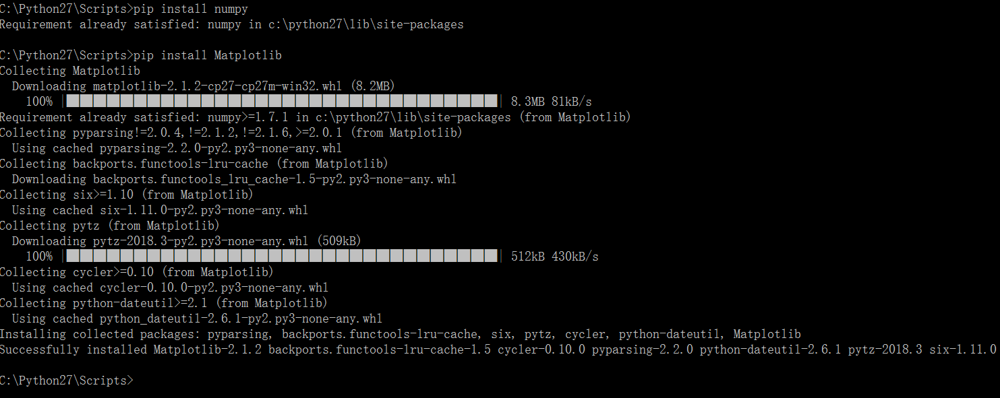 C:\Python27\Scripts>pip install numpy
Requirement already satisfied: numpy in c:\python27\lib\site-packages
C:\Python27\Scripts>pip install Matplotlib
Collecting Matplotlib
  Downloading matplotlib-2.1.2-cp27-cp27m-win32.whl (8.2MB)
    100% |████████████████████████████████| 8.3MB 81kB/s
Requirement already satisfied: numpy>=1.7.1 in c:\python27\lib\site-packages (from Matplotlib)
Collecting pyparsing!=2.0.4,!=2.1.2,!=2.1.6,>=2.0.1 (from Matplotlib)
  Using cached pyparsing-2.2.0-py2.py3-none-any.whl
Collecting backports.functools-lru-cache (from Matplotlib)
  Downloading backports.functools_lru_cache-1.5-py2.py3-none-any.whl
Collecting six>=1.10 (from Matplotlib)
  Using cached six-1.11.0-py2.py3-none-any.whl
Collecting pytz (from Matplotlib)
  Downloading pytz-2018.3-py2.py3-none-any.whl (509kB)
    100% |████████████████████████████████| 512kB 430kB/s
Collecting cycler>=0.10 (from Matplotlib)
  Using cached cycler-0.10.0-py2.py3-none-any.whl
Collecting python-dateutil>=2.1 (from Matplotlib)
  Using cached python_dateutil-2.6.1-py2.py3-none-any.whl
Installing collected packages: pyparsing, backports.functools-lru-cache, six, pytz, cycler, python-dateutil, Matplotlib
Successfully installed Matplotlib-2.1.2 backports.functools-lru-cache-1.5 cycler-0.10.0 pyparsing-2.2.0 python-dateutil-2.6.1 pytz-2018.3 six-1.11.0
C:\Python27\Scripts>